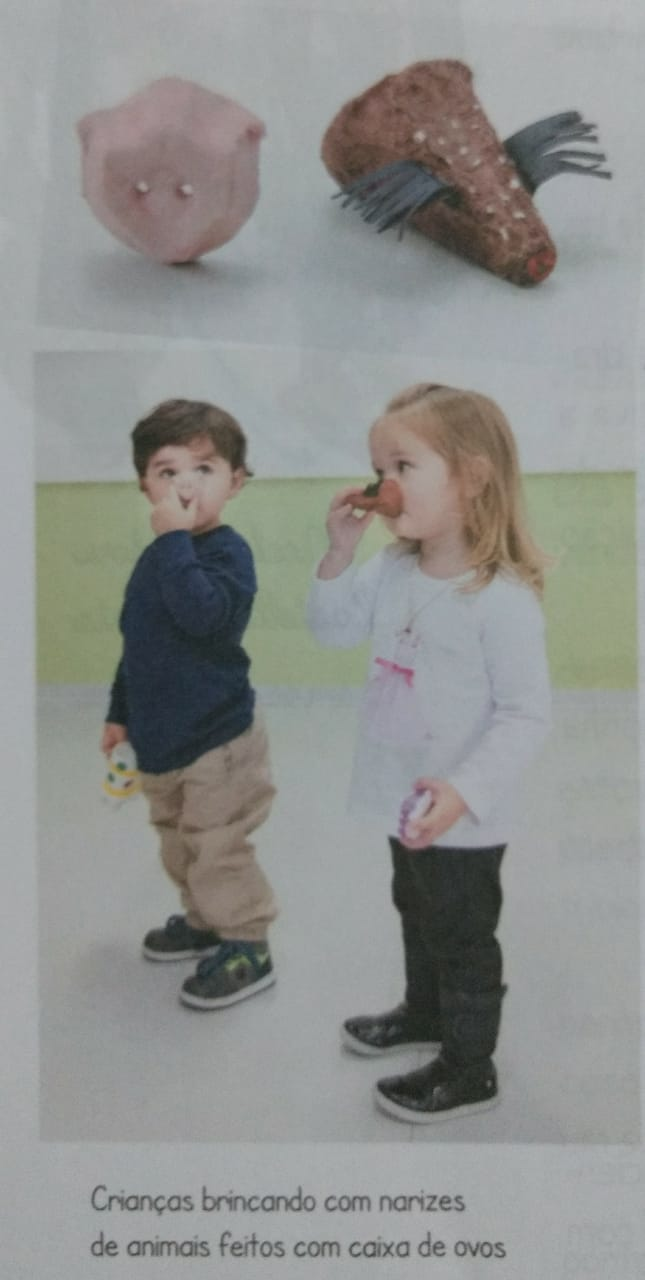 Crianças brincando com narizes
de animais feitos com caixa de ovos